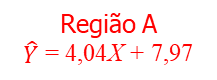 Região A
Ŷ = 4,04X + 7,97